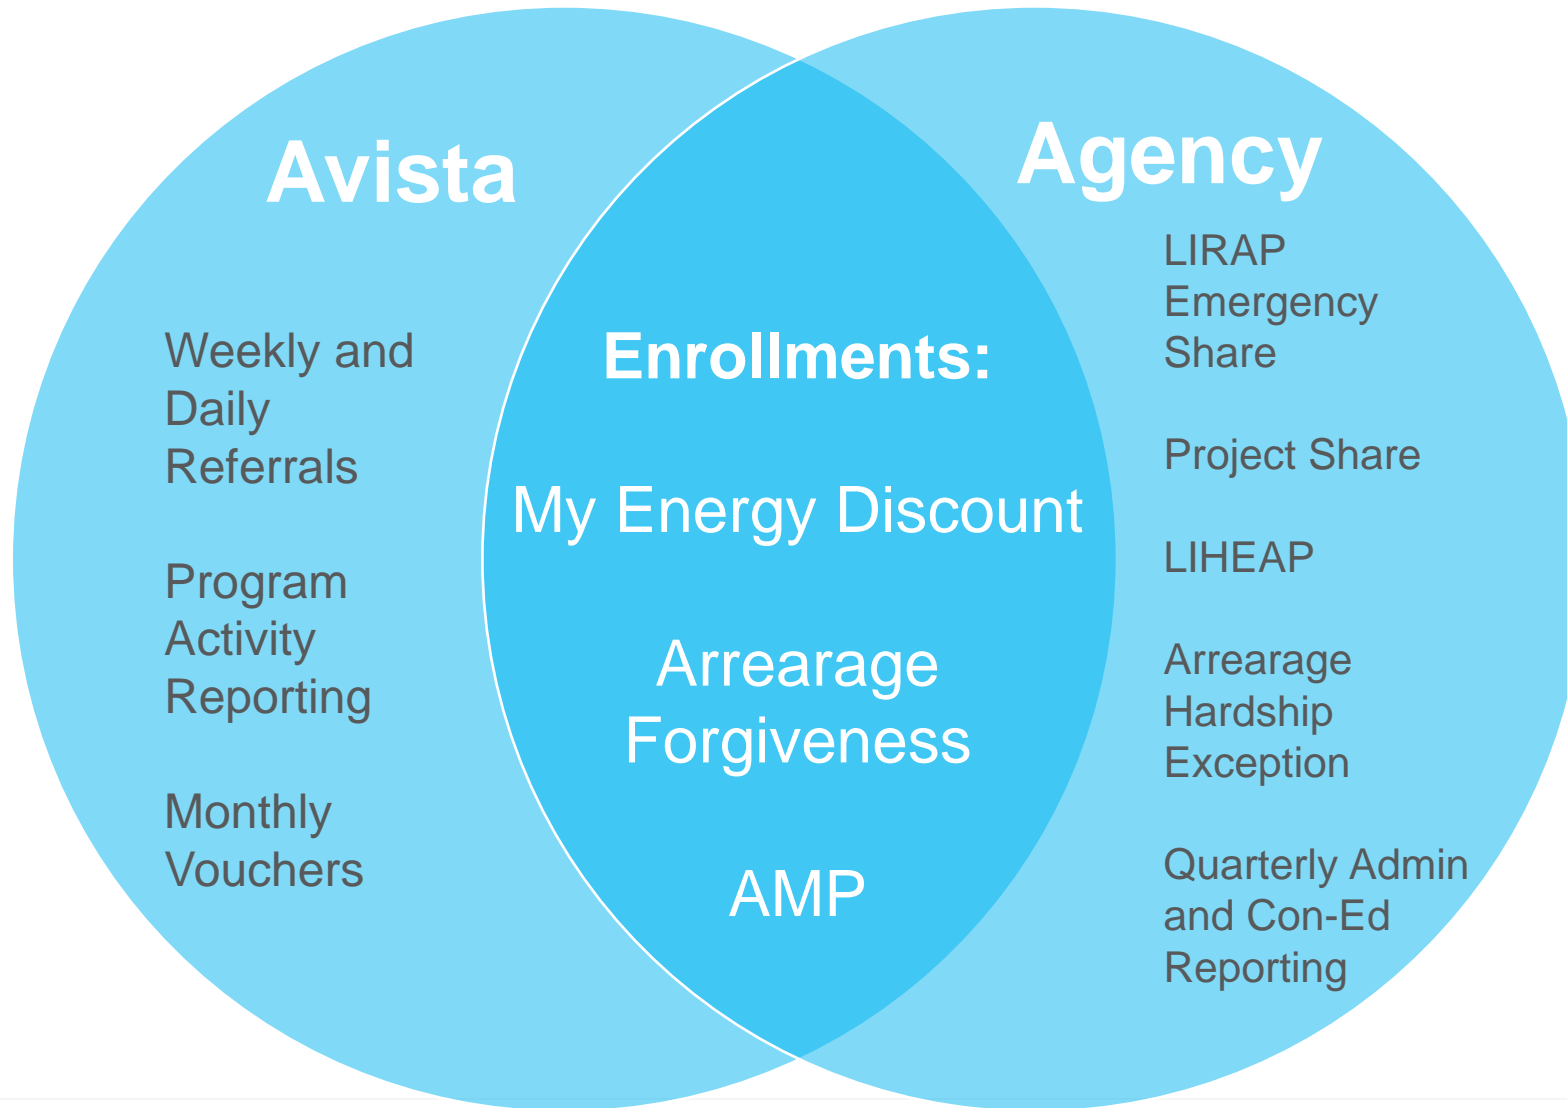 Avista
Weekly and
Daily
Referrals
Program
Activity
Reporting
Monthly
Vouchers
Enrollments:
My Energy Discount
Arrearage
Forgiveness
AMP
Agency
LIRAP
Emergency
Share
Project Share
LIHEAP
Arrearage
Hardship
Exception
Quarterly Admin
and Con-Ed
Reporting